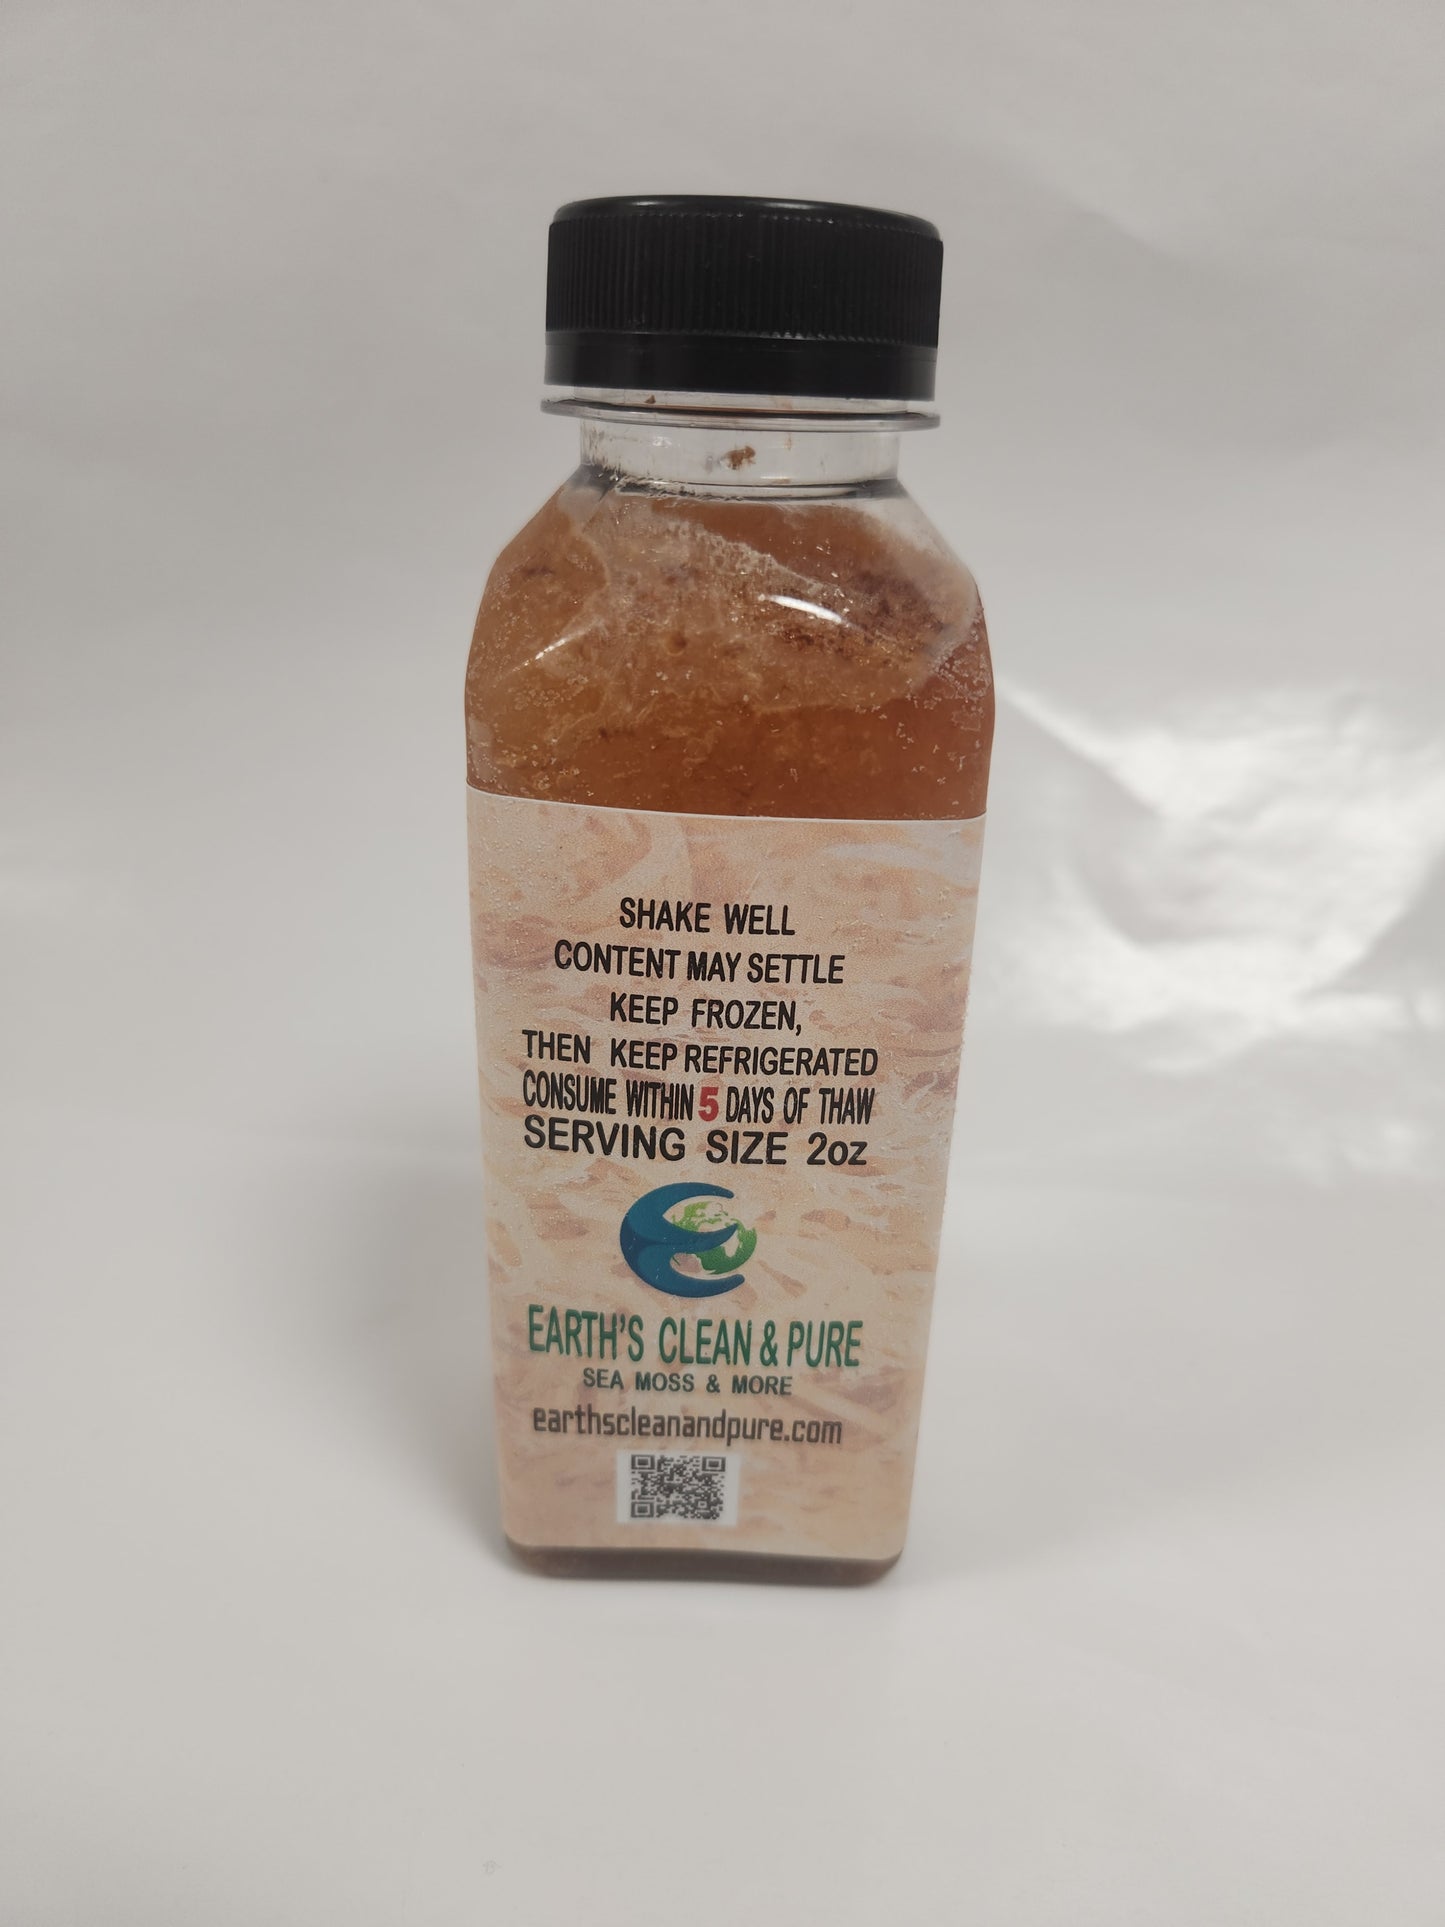 SHAKE WELL
CONTENT MAY SETTLE
KEEP FROZEN,
THEN KEEP REFRIGERATED
CONSUME WITHIN 5 DAYS OF THAW
SERVING SIZE 2oz
EARTH'S CLEAN & PURE
SEA MOSS & MORE
earthscleanandpure.com